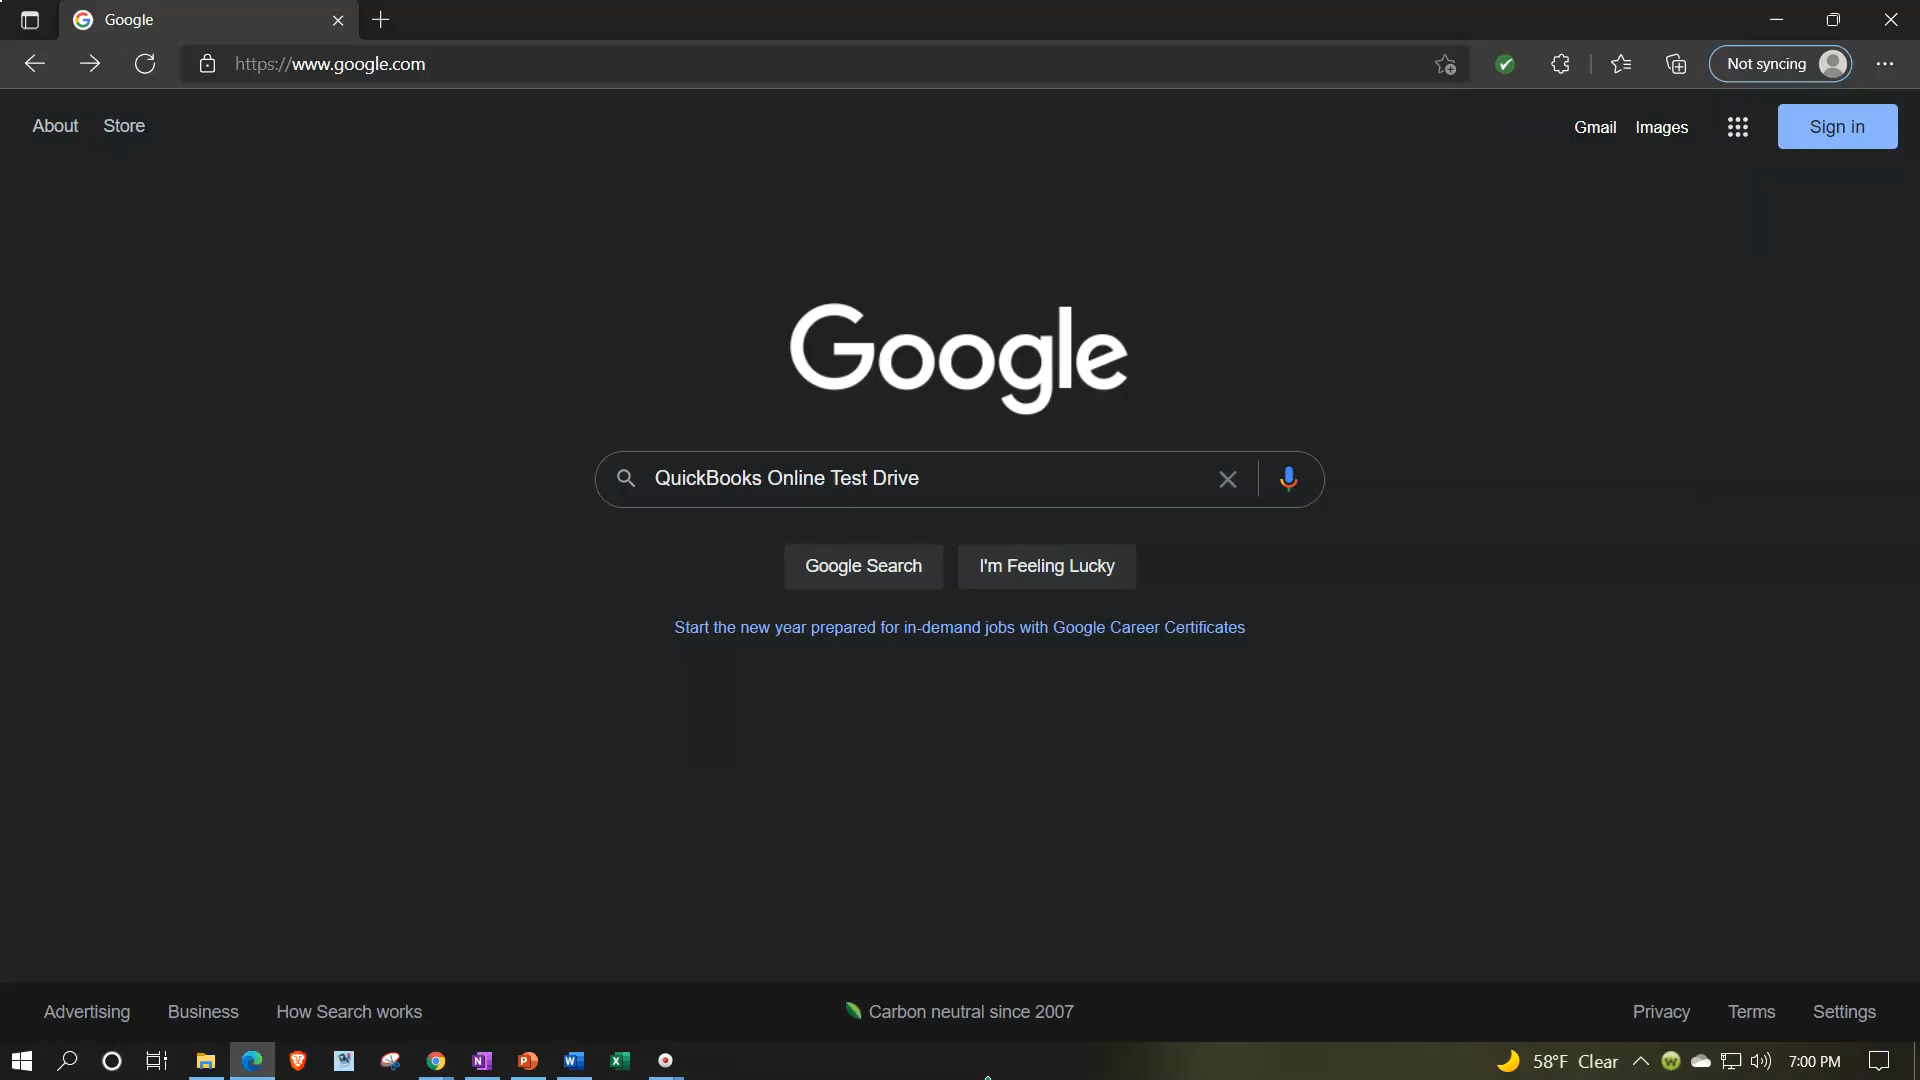 Google
https://www.google.com
Not syncing
About Store
Gmail Images Sign in
Google
QuickBooks Online Test Drive
Google Search I'm Feeling Lucky
Start the new year prepared for in-demand jobs with Google Career Certificates
Advertising Business How Search works Carbon neutral since 2007 Privacy Terms Settings
58°F Clear 7:00 PM